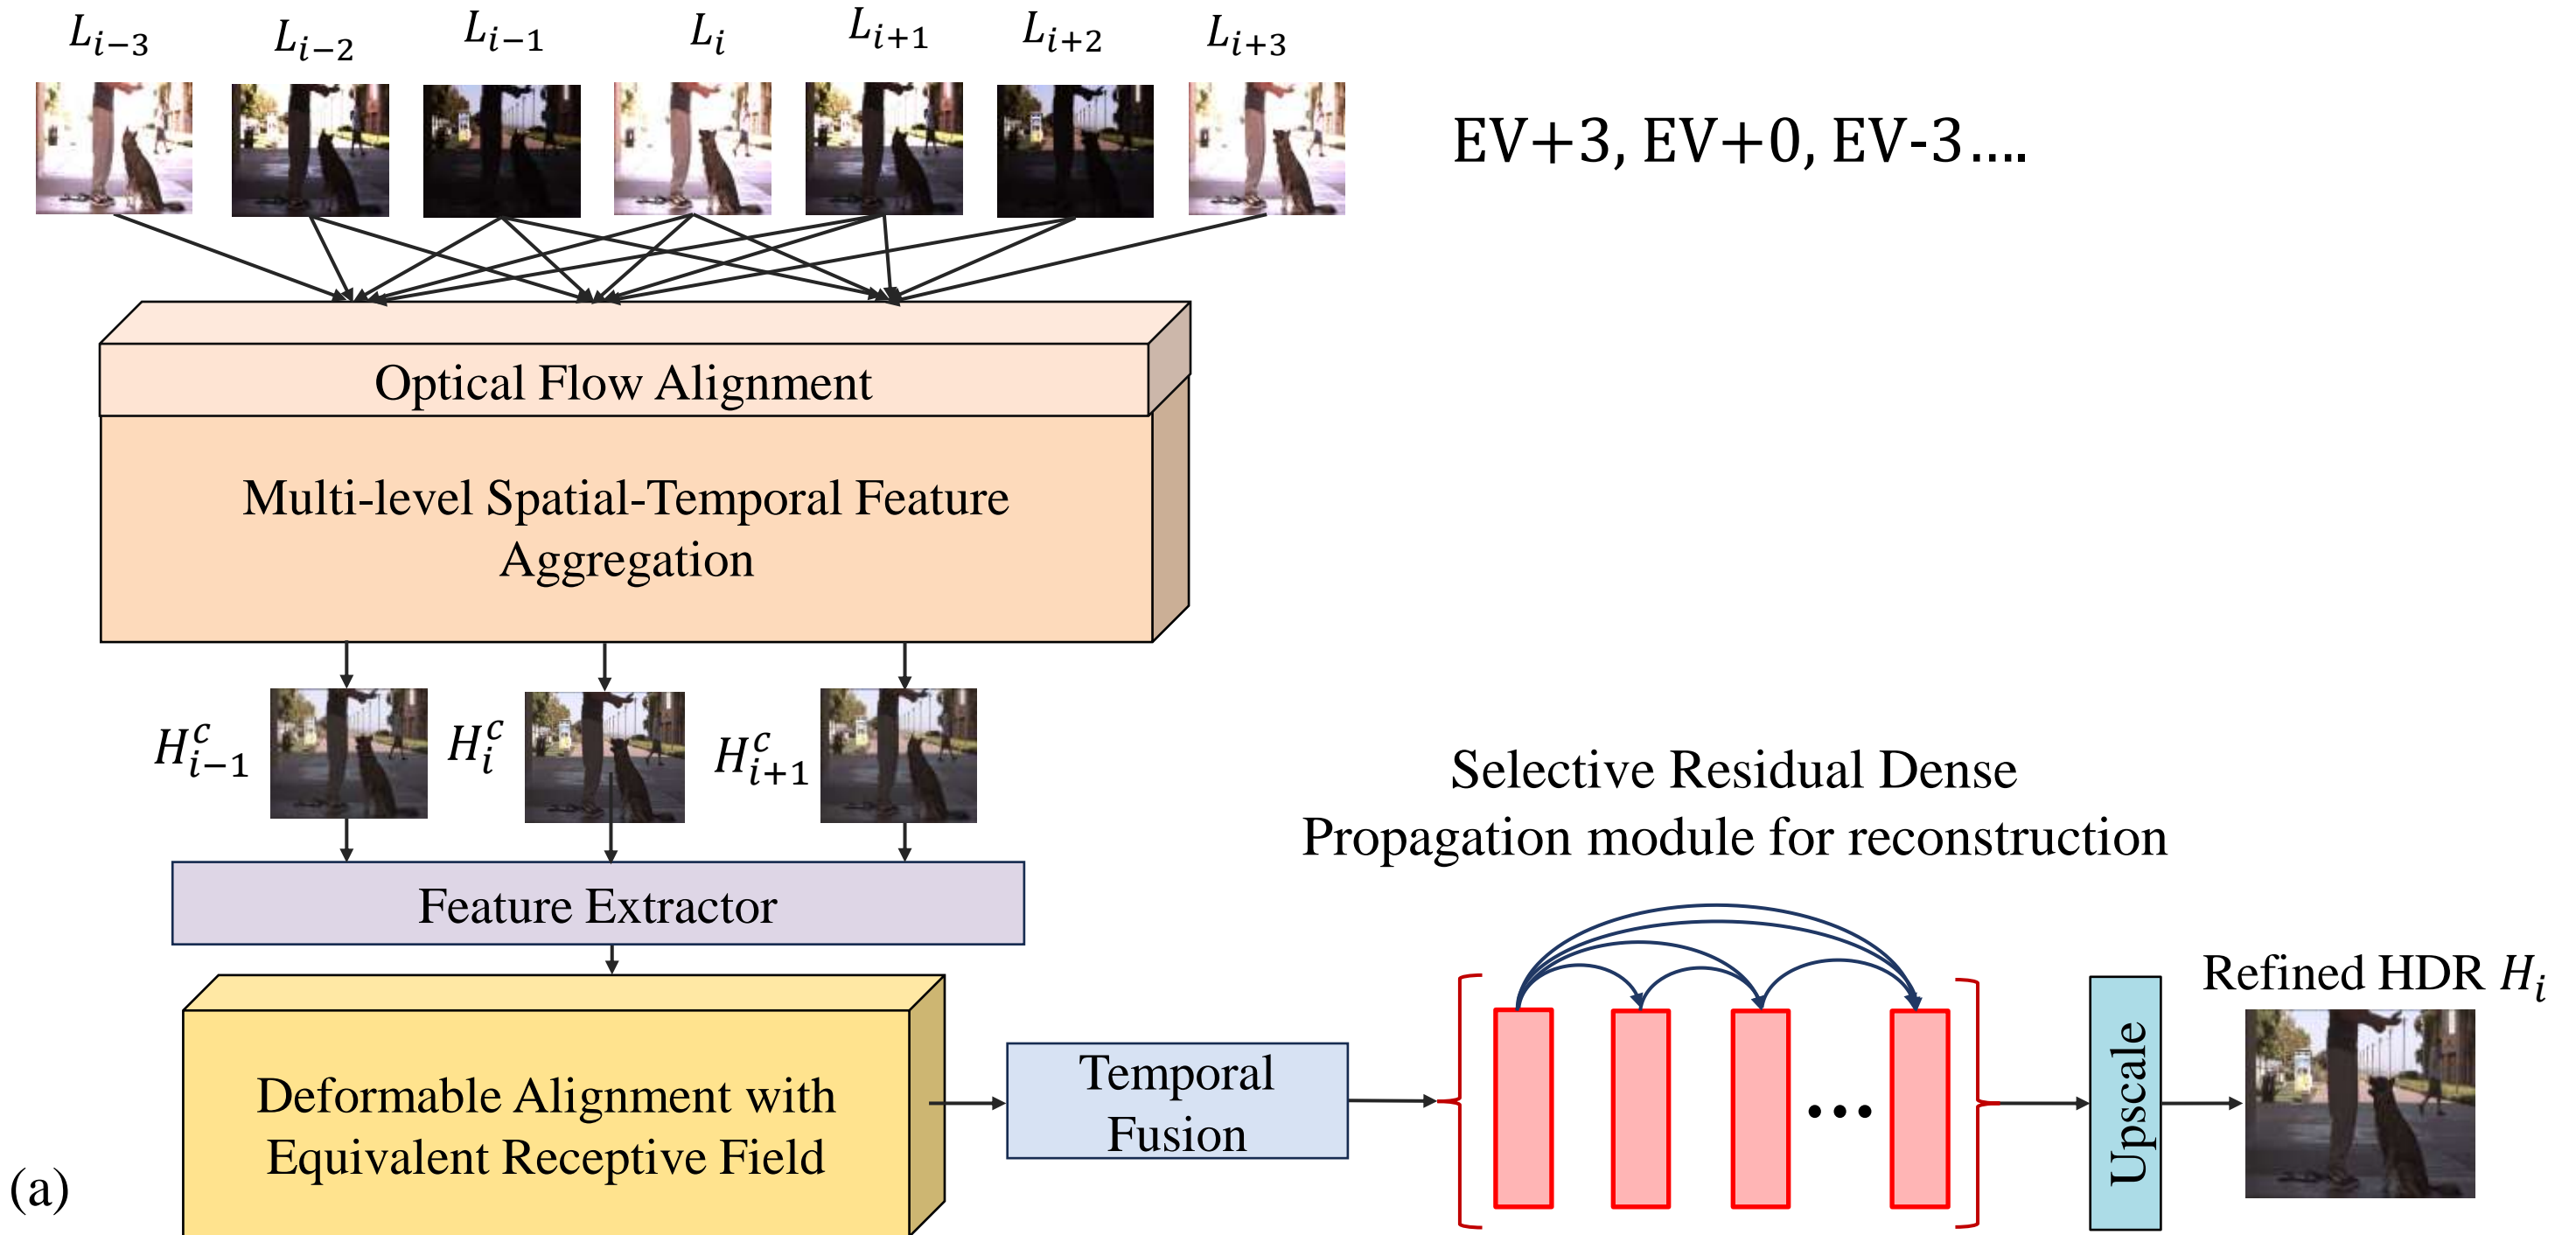 L_{i−3} L_{i−2} L_{i−1} L_i L_{i+1} L_{i+2} L_{i+3}
EV+3, EV+0, EV-3....
Optical Flow Alignment
Multi-level Spatial-Temporal Feature
Aggregation
H^c_{i−1} H^c_i H^c_{i+1}
Feature Extractor
Deformable Alignment with
Equivalent Receptive Field
Temporal
Fusion
Selective Residual Dense
Propagation module for reconstruction
...
Upscale
Refined HDR H_i
(a)